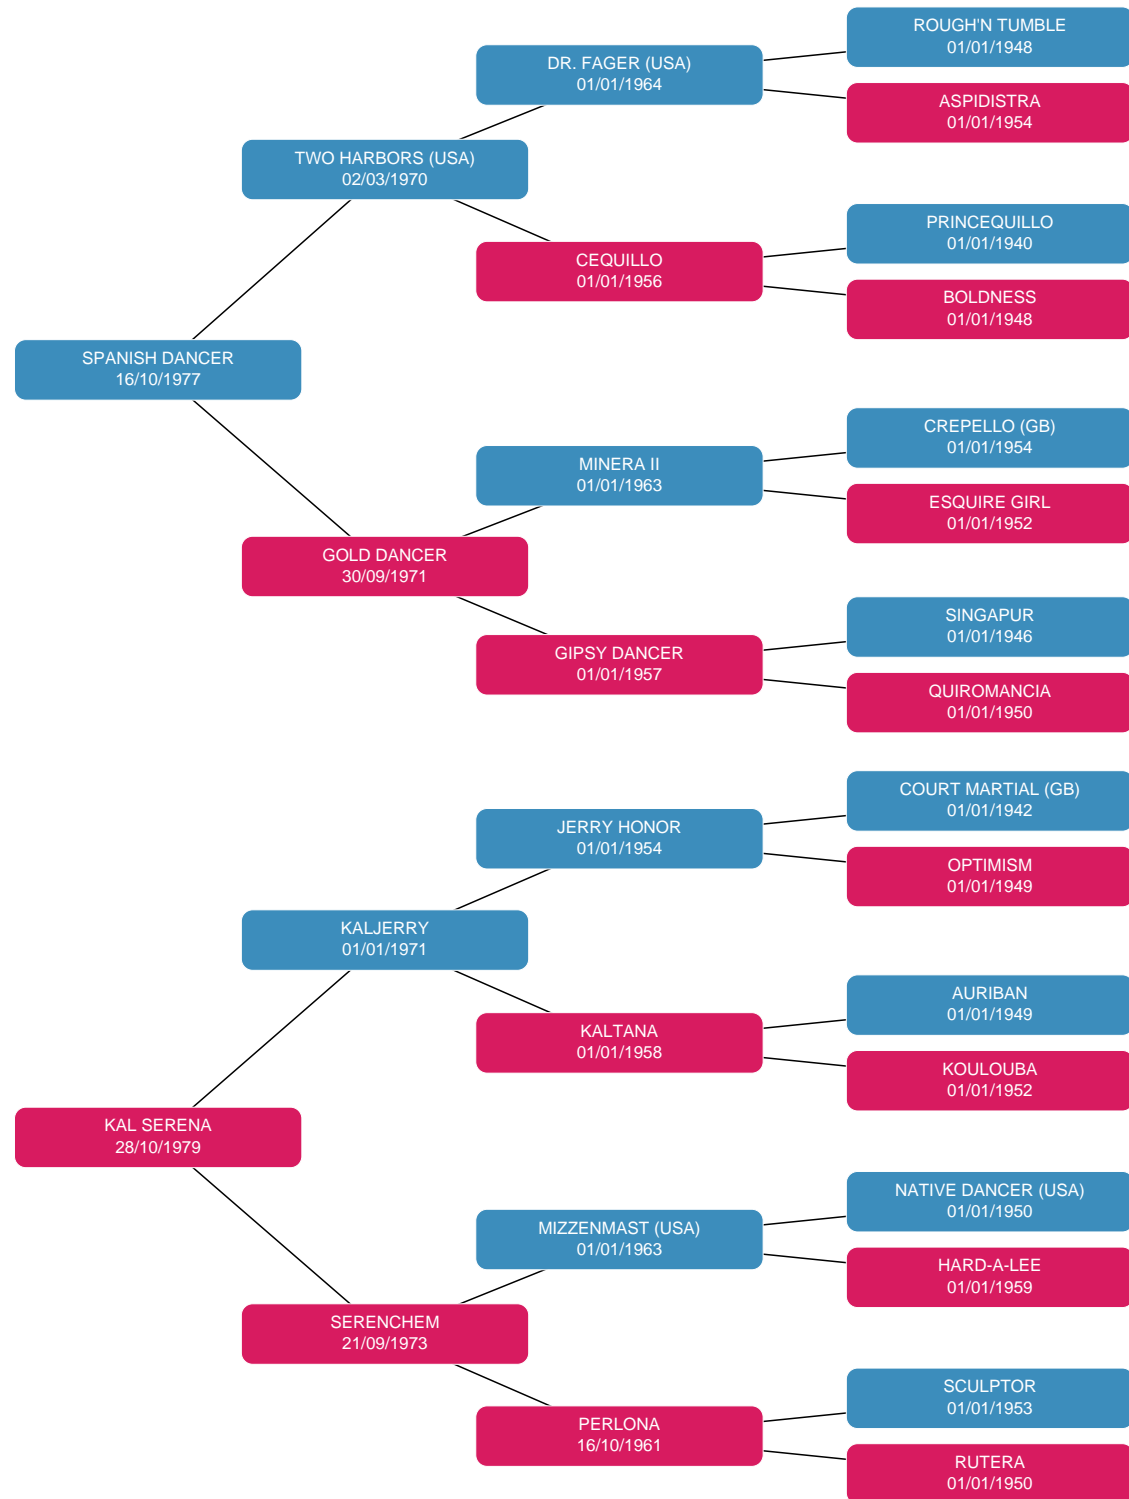 ROUGH'N TUMBLE
01/01/1948
DR. FAGER (USA)
01/01/1964
ASPIDISTRA
01/01/1954
TWO HARBORS (USA)
02/03/1970
PRINCEQUILLO
01/01/1940
CEQUILLO
01/01/1956
BOLDNESS
01/01/1948
SPANISH DANCER
16/10/1977
CREPELLO (GB)
01/01/1954
MINERA II
01/01/1963
ESQUIRE GIRL
01/01/1952
GOLD DANCER
30/09/1971
SINGAPUR
01/01/1946
GIPSY DANCER
01/01/1957
QUIROMANCIA
01/01/1950
COURT MARTIAL (GB)
01/01/1942
JERRY HONOR
01/01/1954
OPTIMISM
01/01/1949
KALJERRY
01/01/1971
AURIBAN
01/01/1949
KALTANA
01/01/1958
KOULOUBA
01/01/1952
KAL SERENA
28/10/1979
NATIVE DANCER (USA)
01/01/1950
MIZZENMAST (USA)
01/01/1963
HARD-A-LEE
01/01/1959
SERENCHEM
21/09/1973
SCULPTOR
01/01/1953
PERLONA
16/10/1961
RUTERA
01/01/1950